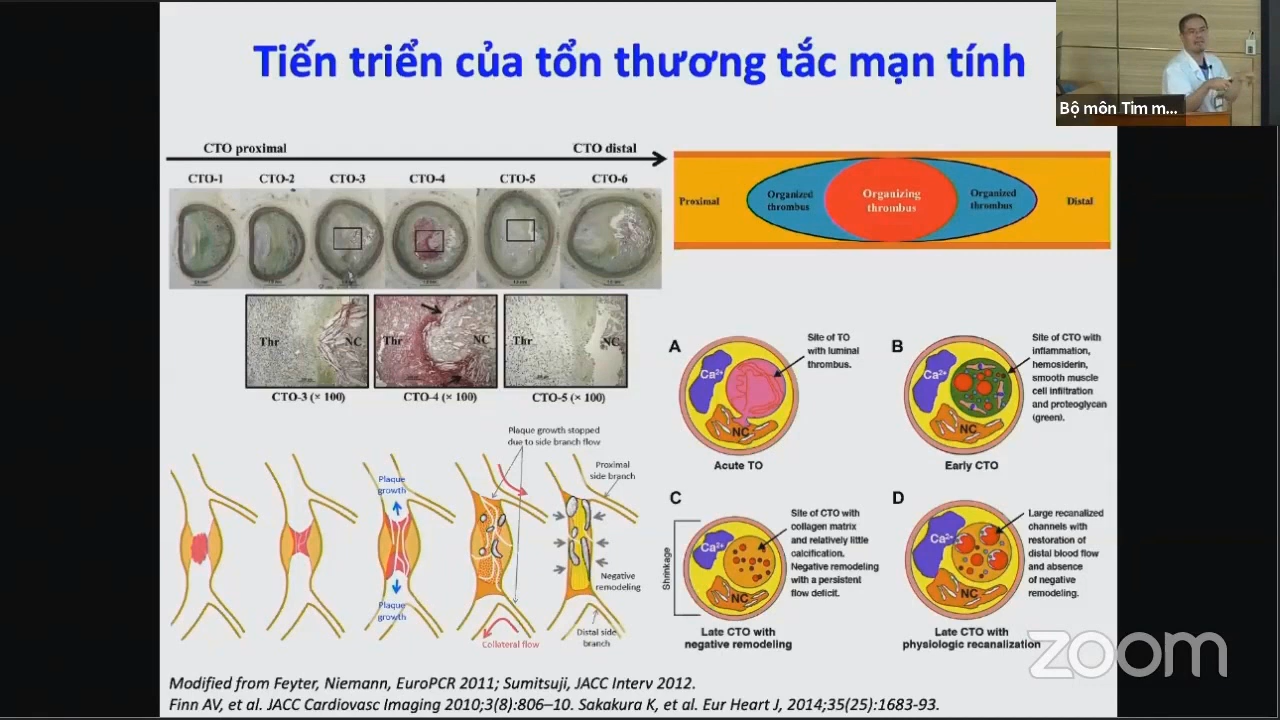 Tiến triển của tổn thương tắc mạn tính
Bộ môn Tim m...
CTO proximal
CTO distal
CTO-1
CTO-2
CTO-3
CTO-4
CTO-5
CTO-6
Thr
NC
Thr
NC
Thr
NC
CTO-3 (× 100)
CTO-4 (× 100)
CTO-5 (× 100)
Proximal
Organized
thrombus
Organizing
thrombus
Organized
thrombus
Distal
A
Ca2+
NC
Site of TO
with luminal
thrombus.
Acute TO
B
Ca2+
NC
Site of CTO with
inflammation,
hemosiderin,
smooth muscle
cell infiltration
and proteoglycan
(green).
Early CTO
C
Shrinkage
Ca2+
NC
Site of CTO with
collagen matrix
and relatively little
calcification.
Negative remodeling
with a persistent
flow deficit.
Late CTO with
negative remodeling
D
Ca2+
NC
Large recanalized
channels with
restoration of
distal blood flow
and absence
of negative
remodeling.
Late CTO with
physiologic recanalization
Plaque
growth
Plaque
growth
Plaque growth stopped
due to side branch flow
Proximal
side branch
Negative
remodeling
Distal side
branch
Collateral flow
Modified from Feyter, Niemann, EuroPCR 2011; Sumitsuji, JACC Interv 2012.
Finn AV, et al. JACC Cardiovasc Imaging 2010;3(8):806–10. Sakakura K, et al. Eur Heart J, 2014;35(25):1683-93.
zoom